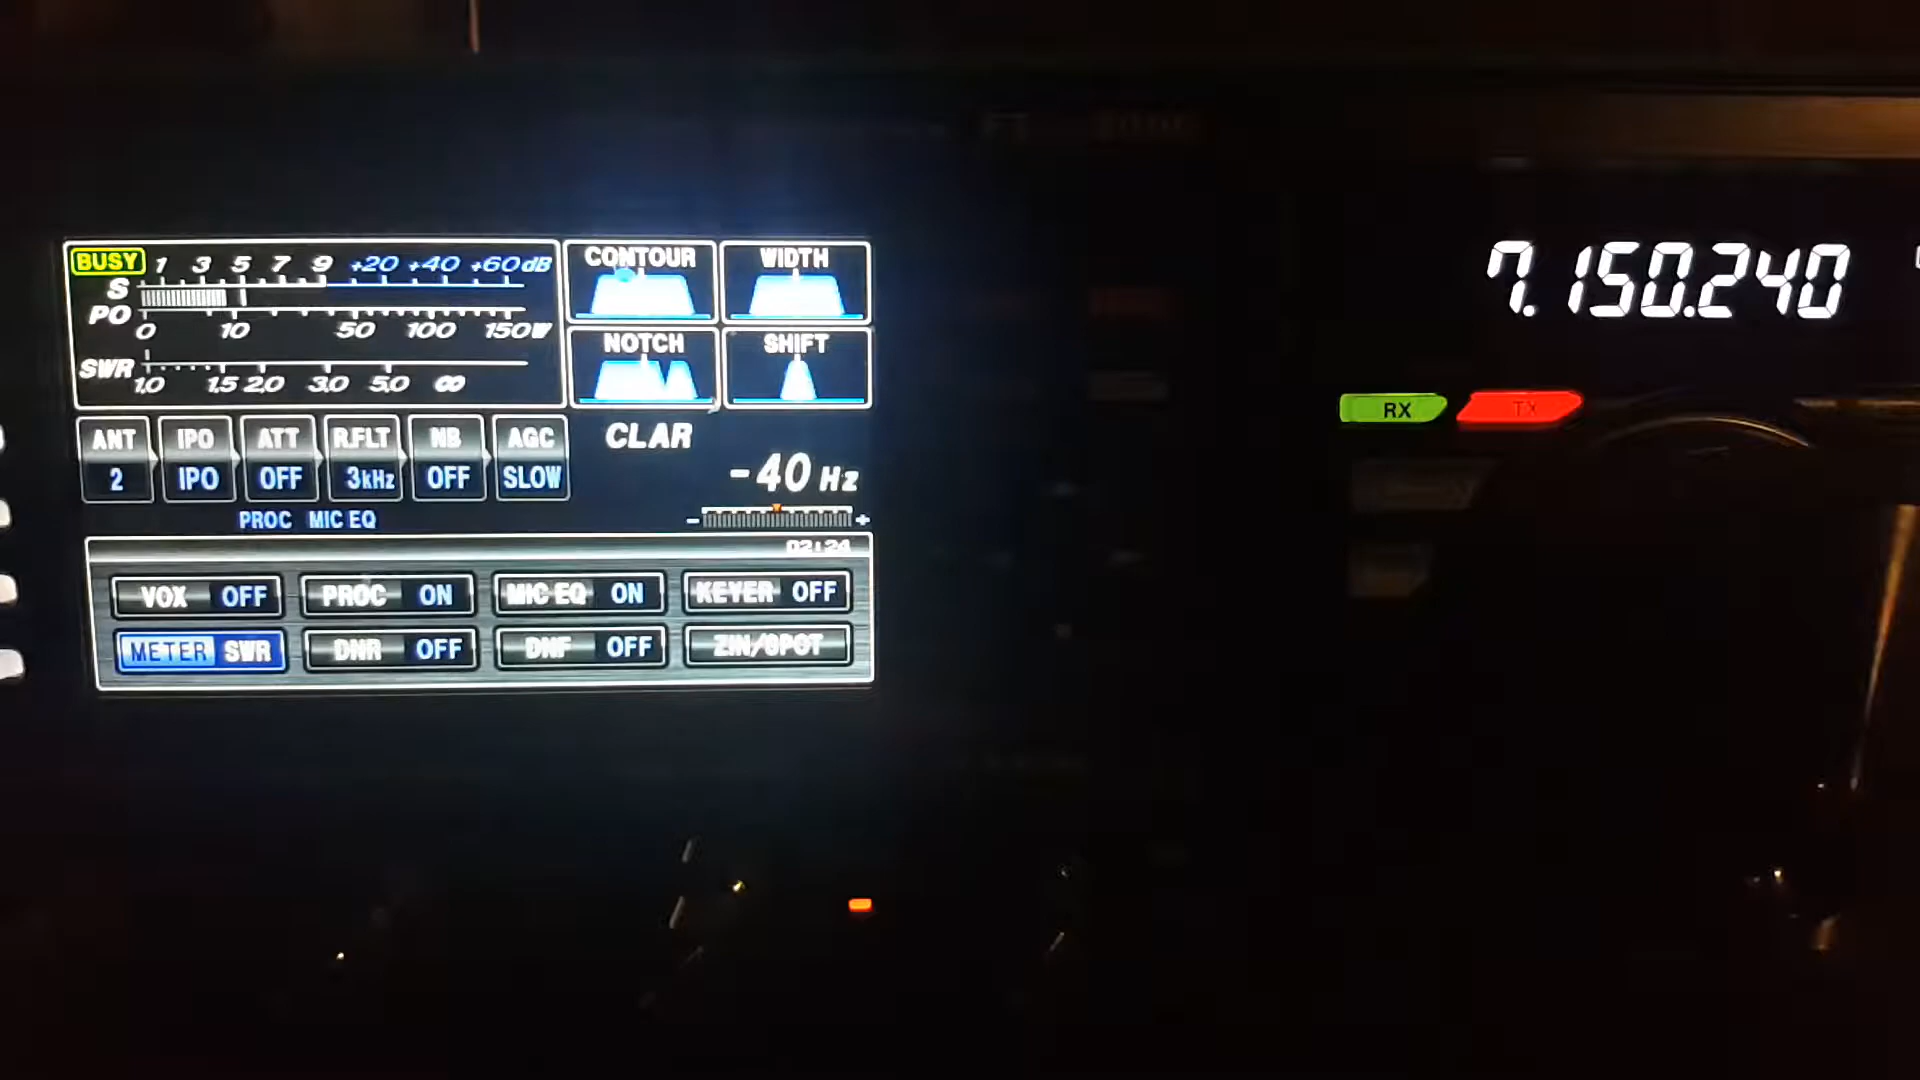 BUSY 1 3 5 7 9 +20 +40 +60dB
S
PO
0 10 50 100 150W
SWR
1.0 1.5 2.0 3.0 5.0 ∞
CONTOUR WIDTH
NOTCH SHIFT
7.150.240
RX TX
ANT IPO ATT R.FLT NB AGC
2 IPO OFF 3kHz OFF SLOW
CLAR
-40 Hz
PROC MIC EQ
- +
02:24
VOX OFF PROC ON MIC EQ ON KEYER OFF
METER SWR DNR OFF DNF OFF ZIN/SPOT